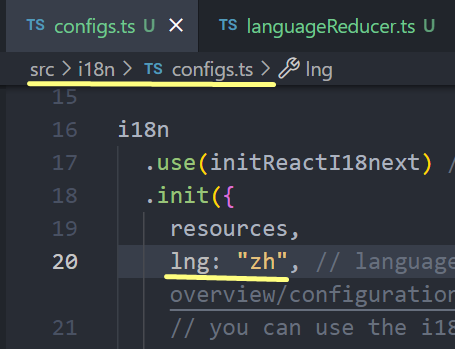 TS configs.ts U ×
TS languageReducer.ts U
src > i18n > TS configs.ts > lng
15
16 i18n
17 .use(initReactI18next) /
18 .init({
19 resources,
20 lng: "zh", // language
overview/configuration
21 // you can use the i18